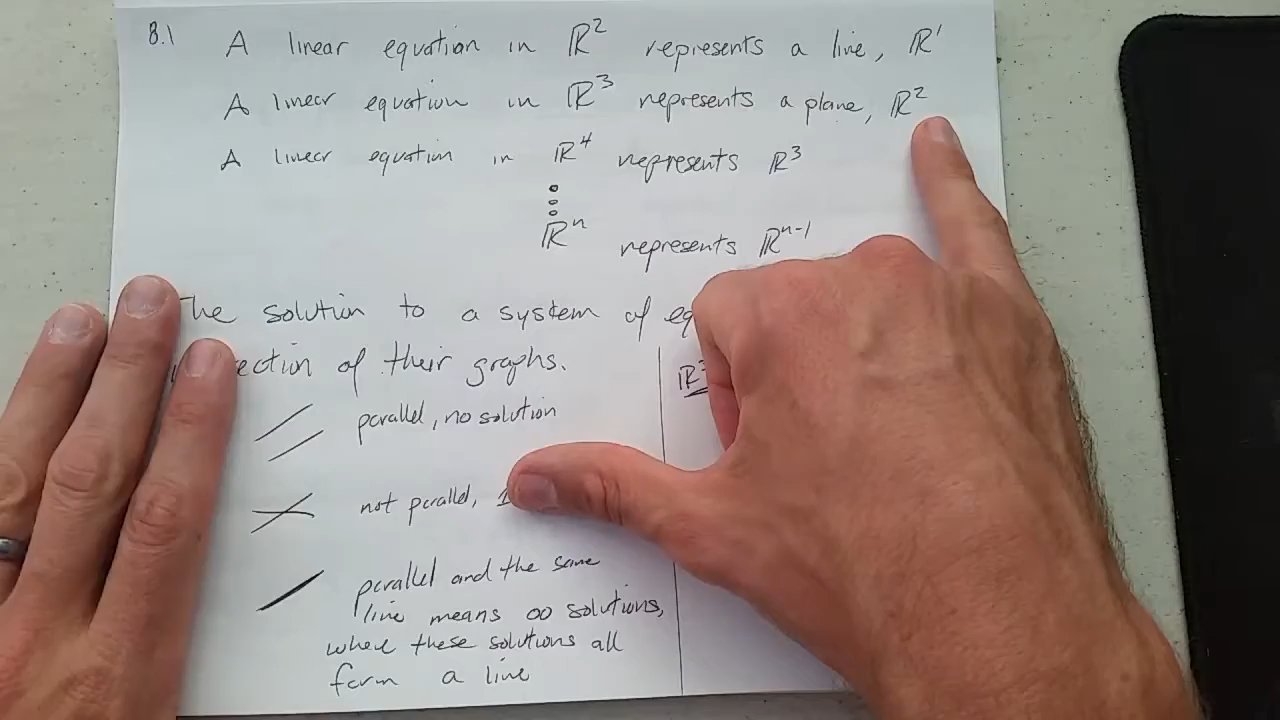 8.1 A linear equation in ℝ² represents a line, ℝ¹
A linear equation in ℝ³ represents a plane, ℝ²
A linear equation in ℝ⁴ represents ℝ³
⋮
ℝⁿ represents ℝⁿ⁻¹
The solution to a system of
of their graphs.
parallel, no solution
not parallel,
parallel and the same
line means ∞ solutions,
where these solutions all
form a line